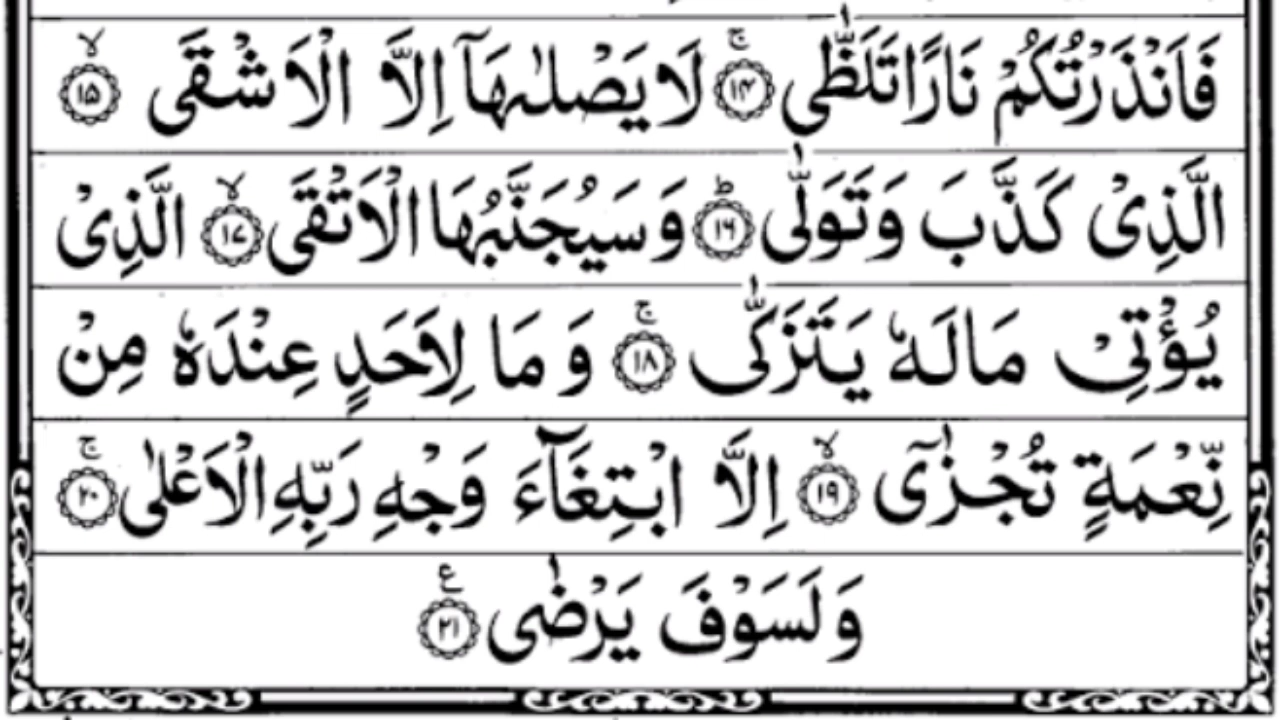 فَاَنْذَرْتُكُمْ نَارًا تَلَظّٰى ۚ‏﴿۱۴﴾ لَا يَصْلٰىهَاۤ اِلَّا الْاَشْقَى ۙ‏﴿۱۵﴾
الَّذِىْ كَذَّبَ وَتَوَلّٰى ؕ‏﴿۱۶﴾ وَسَيُجَنَّبُهَا الْاَتْقَى ۙ‏﴿۱۷﴾ الَّذِىْ
يُؤْتِىْ مَالَهٗ يَتَزَكّٰى ۚ‏﴿۱۸﴾ وَمَا لِاَحَدٍ عِنْدَهٗ مِنْ
نِّعْمَةٍ تُجْزٰٓى ۙ‏﴿۱۹﴾ اِلَّا ابْتِغَآءَ وَجْهِ رَبِّهِ الْاَعْلٰى ۚ‏﴿۲۰﴾
وَلَسَوْفَ يَرْضٰى ‏﴿۲۱﴾ ع